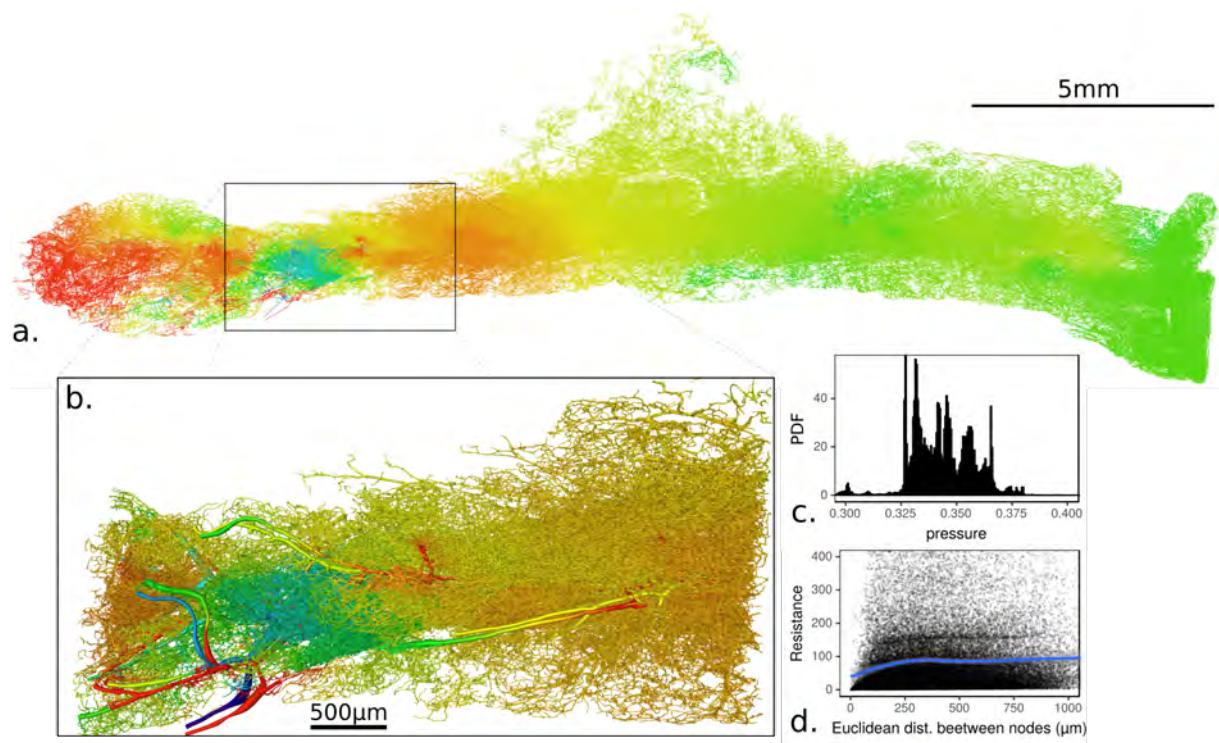 5mm
a.
b.
500µm
PDF
40
20
0
0.300
0.325
0.350
0.375
0.400
c.
pressure
Resistance
400
300
200
100
0
0
250
500
750
1000
d.
Euclidean dist. beetween nodes (µm)